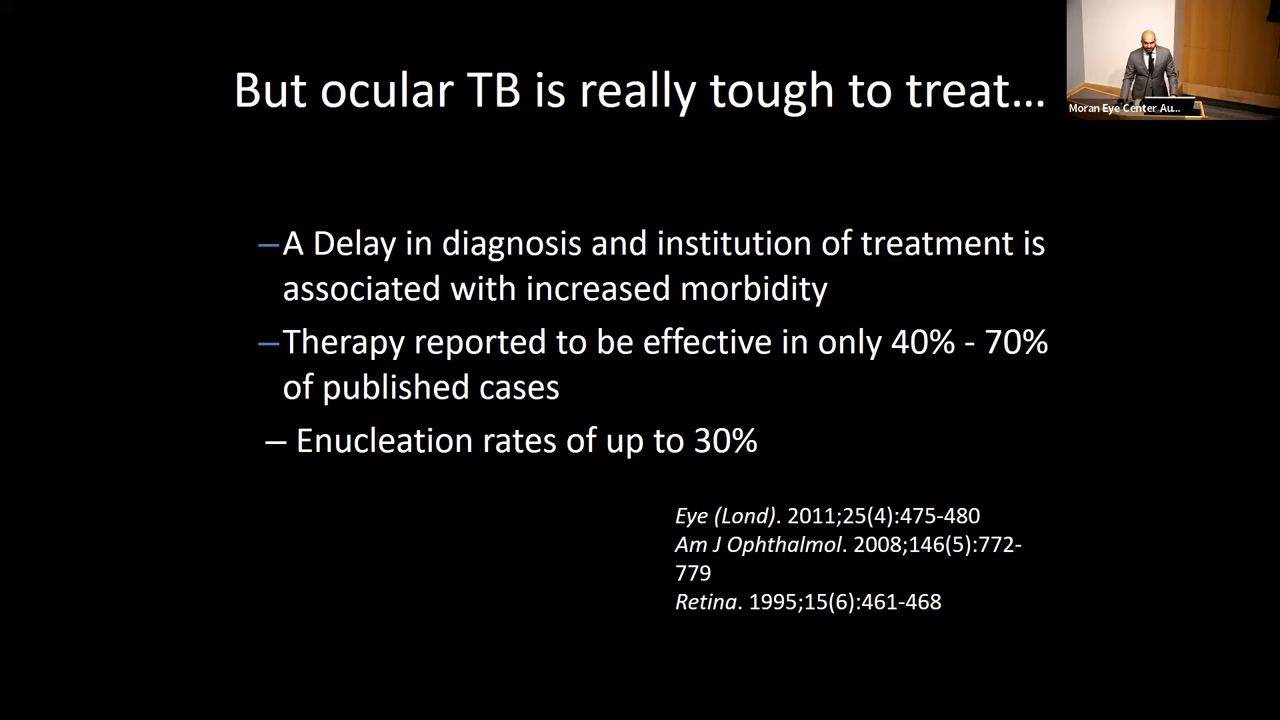 But ocular TB is really tough to treat…
Moran Eye Center Au...
–A Delay in diagnosis and institution of treatment is
associated with increased morbidity
–Therapy reported to be effective in only 40% - 70%
of published cases
– Enucleation rates of up to 30%
Eye (Lond). 2011;25(4):475-480
Am J Ophthalmol. 2008;146(5):772-
779
Retina. 1995;15(6):461-468